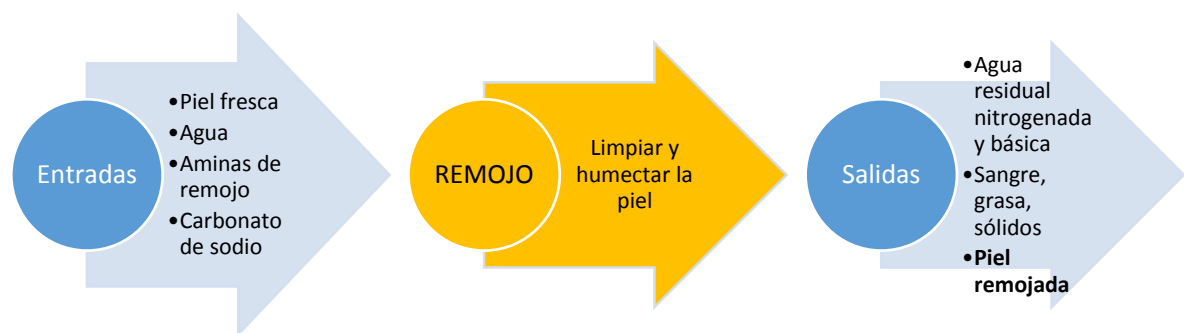 Entradas
•Piel fresca
•Agua
•Aminas de
remojo
•Carbonato
de sodio
REMOJO
Limpiar y
humectar la
piel
Salidas
•Agua
residual
nitrogenada
y básica
•Sangre,
grasa,
sólidos
•Piel
remojada